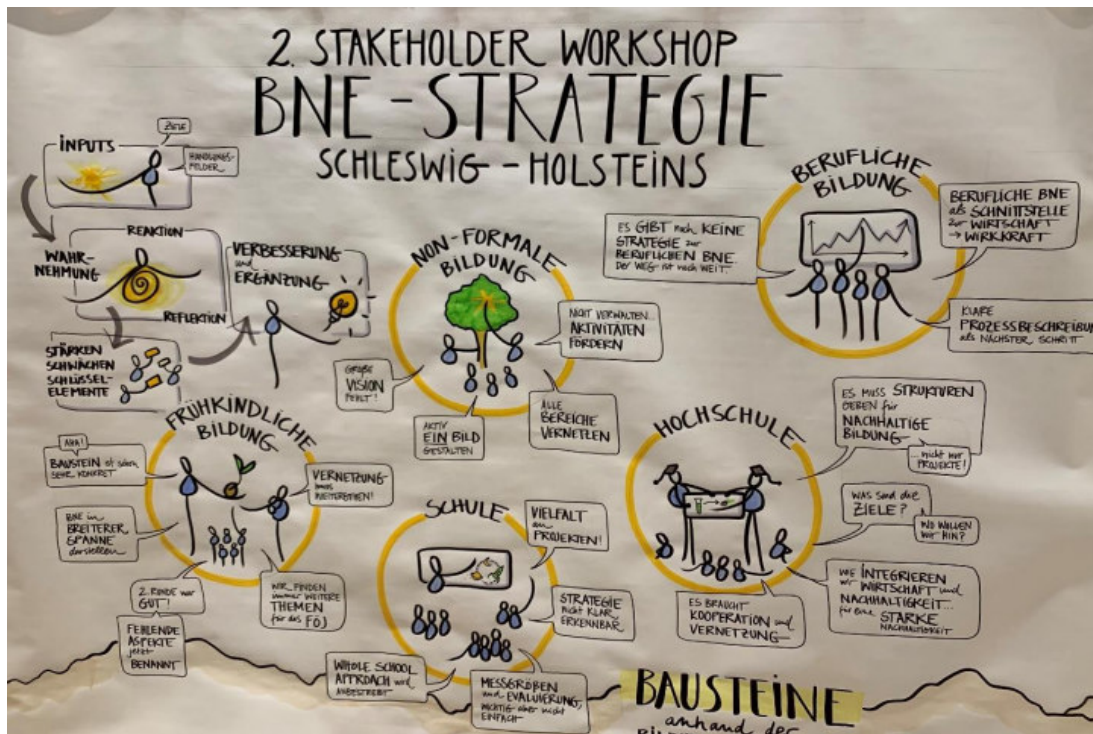 2. STAKEHOLDER WORKSHOP
BNE-STRATEGIE
SCHLESWIG-HOLSTEINS
INPUTS
ZIELE
HANDLUNGS-
FELDER
WAHR-
NEHMUNG
REAKTION
REFLEKTION
STÄRKEN
SCHWÄCHEN
SCHLÜSSEL-
ELEMENTE
VERBESSERUNG
und
ERGÄNZUNG
NON-FORMALE
BILDUNG
NICHT VERWALTEN...
AKTIVITÄTEN
FÖRDERN
GROßE
VISION
FEHLT!
AKTIV
EIN BILD
GESTALTEN
ALLE
BEREICHE
VERNETZEN
BERUFLICHE
BILDUNG
ES GIBT noch KEINE
STRATEGIE zur
BERUFLICHEN BNE
Der WEG ist noch WEIT...
BERUFLICHE BNE
als SCHNITTSTELLE
zur WIRTSCHAFT
→ WIRKKRAFT
KLARE
PROZESSBESCHREIBU
als NÄCHSTER SCHRITT
FRÜHKINDLICHE
BILDUNG
AHA!
BAUSTEIN ist schon
SEHR KONKRET
VERNETZUNG
muss
WEITERGEHEN!
BNE in
BREITERER
SPANNE
darstellen
2. RUNDE war
GUT!
FEHLENDE
ASPEKTE
jetzt
BENANNT
WIR FINDEN
immer WEITERE
THEMEN
für das FÖJ
SCHULE
VIELFALT
an
PROJEKTEN!
STRATEGIE
nicht KLAR
ERKENNBAR
WHOLE SCHOOL
APPROACH wird
ANGESTREBT
MESSGRÖßEN
und EVALUIERUNG,
WICHTIG aber nicht
EINFACH
HOCHSCHULE
ES MUSS STRUKTUREN
GEBEN für
NACHHALTIGE
BILDUNG
...nicht nur
PROJEKTE!
WAS sind die
ZIELE?
WO WOLLEN
wir HIN?
WIE INTEGRIEREN
wir WIRTSCHAFT und
NACHHALTIGKEIT...
für eine STARKE
NACHHALTIGKEIT
ES BRAUCHT
KOOPERATION und
VERNETZUNG
BAUSTEINE
anhand der